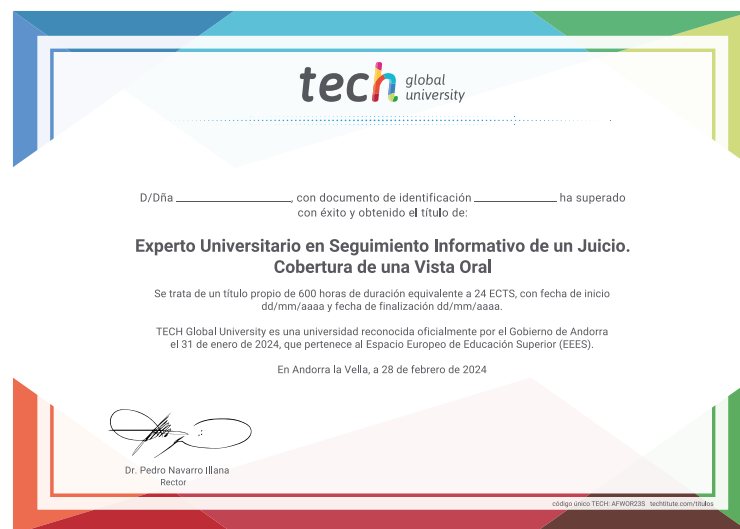 tech global university
D/Dña ______________________, con documento de identificación ________________ ha superado
con éxito y obtenido el título de:
Experto Universitario en Seguimiento Informativo de un Juicio.
Cobertura de una Vista Oral
Se trata de un título propio de 600 horas de duración equivalente a 24 ECTS, con fecha de inicio
dd/mm/aaaa y fecha de finalización dd/mm/aaaa.
TECH Global University es una universidad reconocida oficialmente por el Gobierno de Andorra
el 31 de enero de 2024, que pertenece al Espacio Europeo de Educación Superior (EEES).
En Andorra la Vella, a 28 de febrero de 2024
Dr. Pedro Navarro Illana
Rector
código único TECH: AFWOR23S techtitute.com/títulos